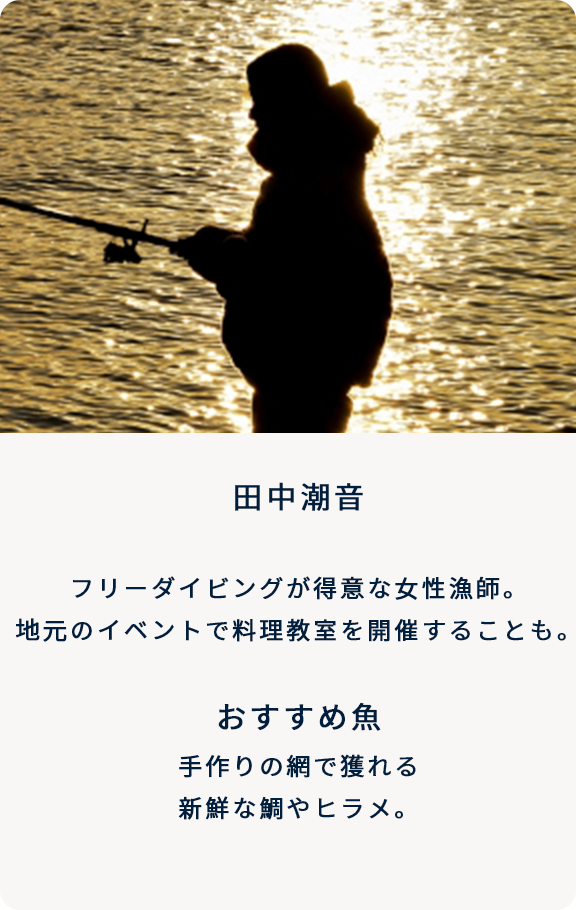 田中潮音
フリーダイビングが得意な女性漁師。
地元のイベントで料理教室を開催することも。
おすすめ魚
手作りの網で獲れる
新鮮な鯛やヒラメ。